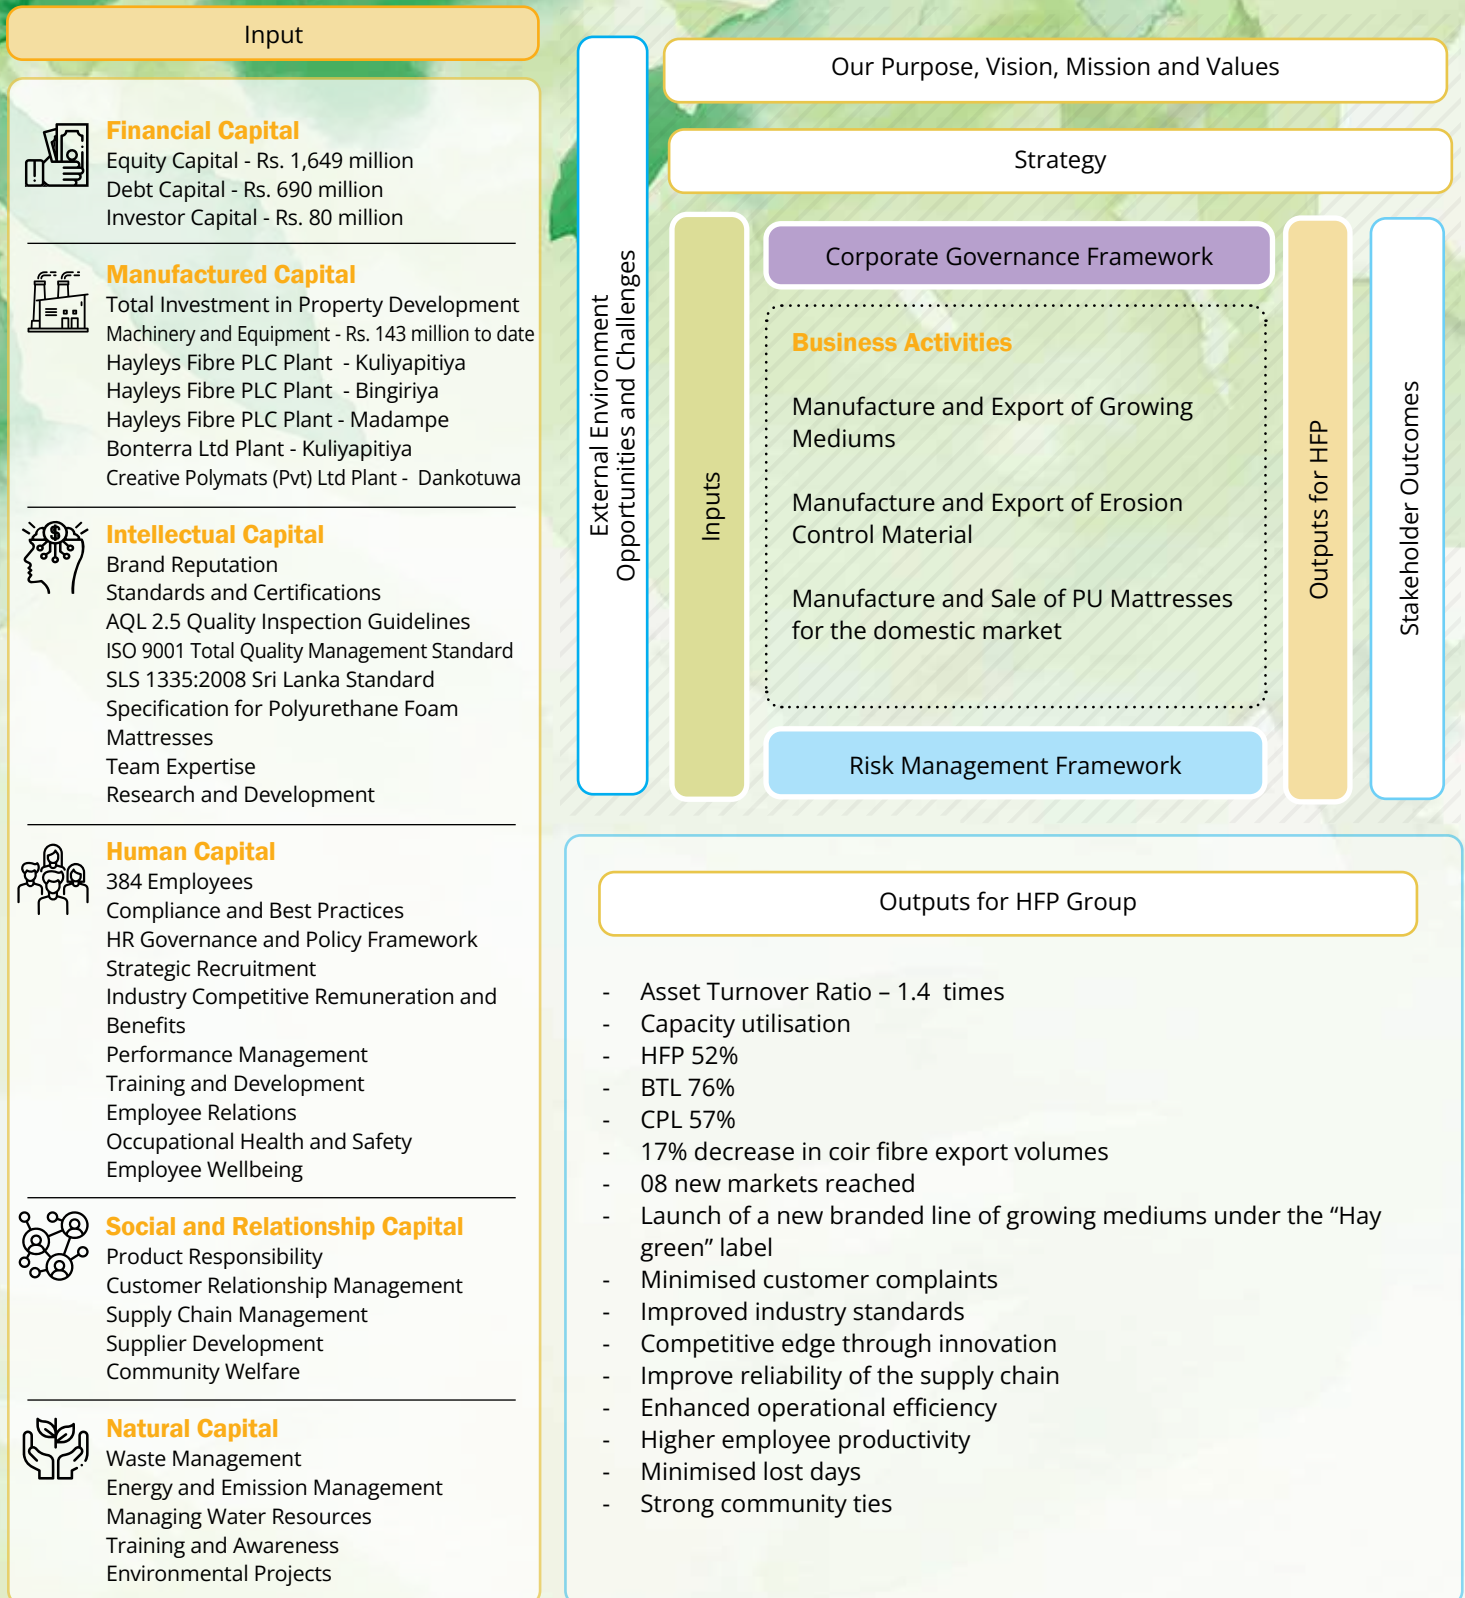 Input
Financial Capital
Equity Capital - Rs. 1,649 million
Debt Capital - Rs. 690 million
Investor Capital - Rs. 80 million
Manufactured Capital
Total Investment in Property Development
Machinery and Equipment - Rs. 143 million to date
Hayleys Fibre PLC Plant - Kuliyapitiya
Hayleys Fibre PLC Plant - Bingiriya
Hayleys Fibre PLC Plant - Madampe
Bonterra Ltd Plant - Kuliyapitiya
Creative Polymats (Pvt) Ltd Plant - Dankotuwa
Intellectual Capital
Brand Reputation
Standards and Certifications
AQL 2.5 Quality Inspection Guidelines
ISO 9001 Total Quality Management Standard
SLS 1335:2008 Sri Lanka Standard
Specification for Polyurethane Foam
Mattresses
Team Expertise
Research and Development
Human Capital
384 Employees
Compliance and Best Practices
HR Governance and Policy Framework
Strategic Recruitment
Industry Competitive Remuneration and
Benefits
Performance Management
Training and Development
Employee Relations
Occupational Health and Safety
Employee Wellbeing
Social and Relationship Capital
Product Responsibility
Customer Relationship Management
Supply Chain Management
Supplier Development
Community Welfare
Natural Capital
Waste Management
Energy and Emission Management
Managing Water Resources
Training and Awareness
Environmental Projects
External Environment
Opportunities and Challenges
Our Purpose, Vision, Mission and Values
Strategy
Inputs
Corporate Governance Framework
Business Activities
Manufacture and Export of Growing
Mediums
Manufacture and Export of Erosion
Control Material
Manufacture and Sale of PU Mattresses
for the domestic market
Risk Management Framework
Outputs for HFP
Stakeholder Outcomes
Outputs for HFP Group
- Asset Turnover Ratio – 1.4 times
- Capacity utilisation
- HFP 52%
- BTL 76%
- CPL 57%
- 17% decrease in coir fibre export volumes
- 08 new markets reached
- Launch of a new branded line of growing mediums under the “Hay
green” label
- Minimised customer complaints
- Improved industry standards
- Competitive edge through innovation
- Improve reliability of the supply chain
- Enhanced operational efficiency
- Higher employee productivity
- Minimised lost days
- Strong community ties